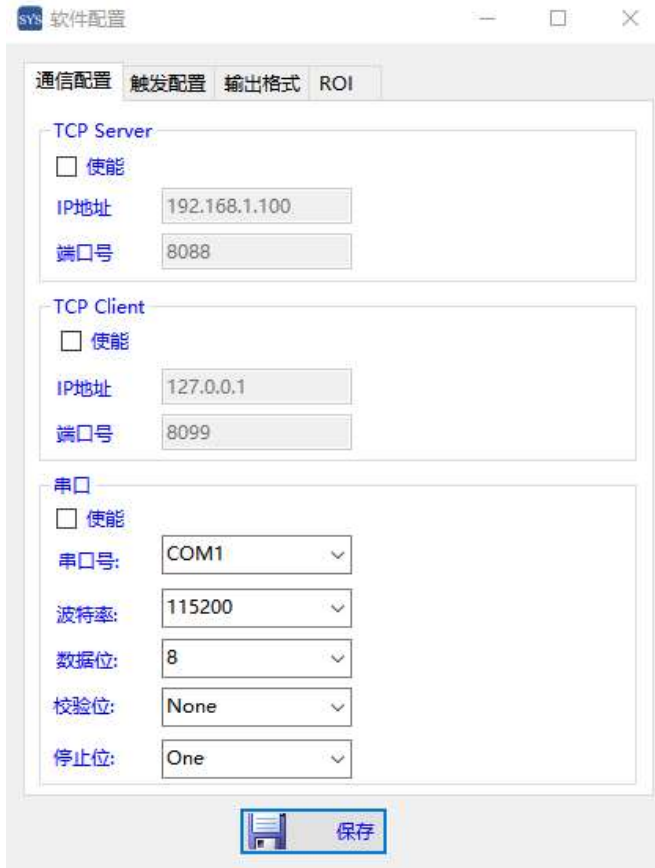 SYS 软件配置
通信配置 触发配置 输出格式 ROI
TCP Server
使能
IP地址 192.168.1.100
端口号 8088
TCP Client
使能
IP地址 127.0.0.1
端口号 8099
串口
使能
串口号: COM1
波特率: 115200
数据位: 8
校验位: None
停止位: One
保存